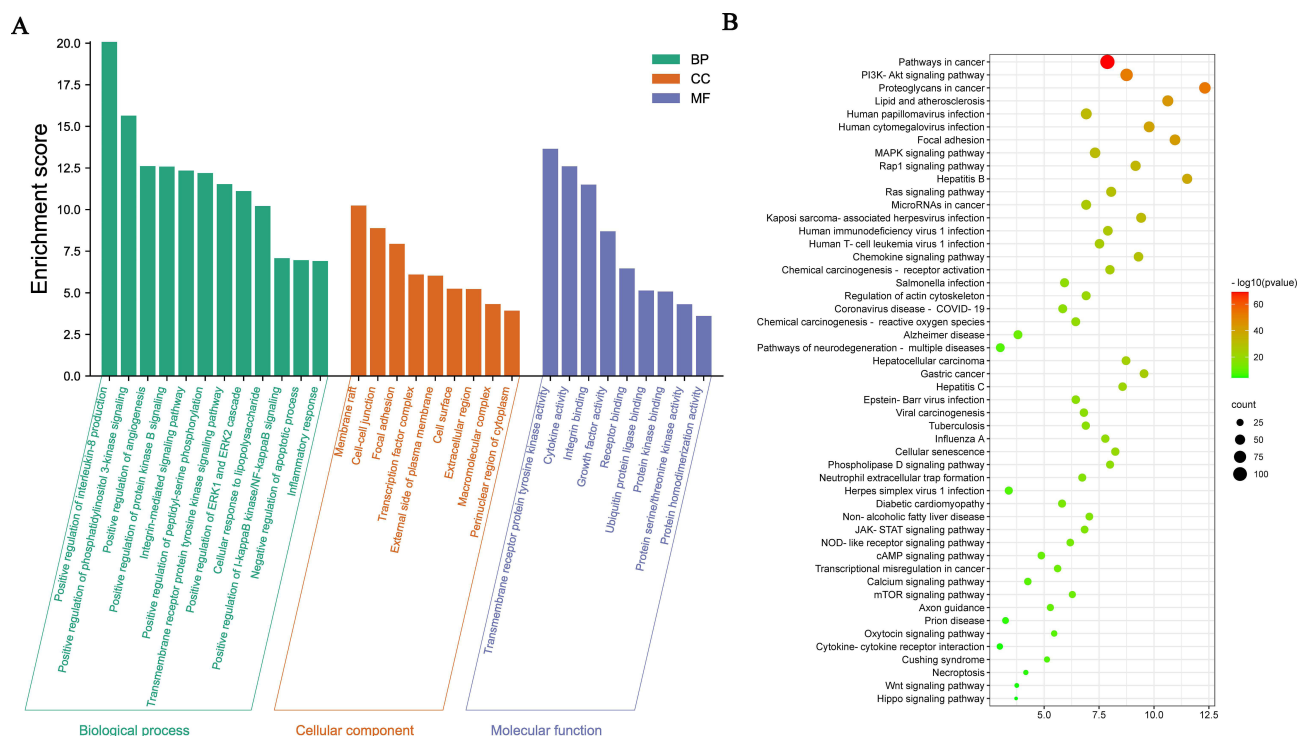 A
20.0
17.5
15.0
12.5
10.0
7.5
5.0
2.5
0.0
Enrichment score
BP
CC
MF
Positive regulation of interleukin-8 production
Positive regulation of phosphatidylinositol 3-kinase signaling
Positive regulation of angiogenesis
Positive regulation of protein kinase B signaling
Integrin-mediated signaling pathway
Positive regulation of peptidyl-serine phosphorylation
Transmembrane receptor protein tyrosine kinase signaling pathway
Positive regulation of ERK1 and ERK2 cascade
Cellular response to lipopolysaccharide
Positive regulation of I-kappaB kinase/NF-kappaB signaling
Negative regulation of apoptotic process
Inflammatory response
Membrane raft
Cell-cell junction
Focal adhesion
Transcription factor complex
External side of plasma membrane
Cell surface
Extracellular region
Macromolecular complex
Perinuclear region of cytoplasm
Transmembrane receptor protein tyrosine kinase activity
Cytokine activity
Integrin binding
Growth factor activity
Receptor binding
Ubiquitin protein ligase binding
Protein kinase binding
Protein serine/threonine kinase activity
Protein homodimerization activity
Biological process
Cellular component
Molecular function
B
Pathways in cancer
PI3K- Akt signaling pathway
Proteoglycans in cancer
Lipid and atherosclerosis
Human papillomavirus infection
Human cytomegalovirus infection
Focal adhesion
MAPK signaling pathway
Rap1 signaling pathway
Hepatitis B
Ras signaling pathway
MicroRNAs in cancer
Kaposi sarcoma- associated herpesvirus infection
Human immunodeficiency virus 1 infection
Human T- cell leukemia virus 1 infection
Chemokine signaling pathway
Chemical carcinogenesis - receptor activation
Salmonella infection
Regulation of actin cytoskeleton
Coronavirus disease - COVID- 19
Chemical carcinogenesis - reactive oxygen species
Alzheimer disease
Pathways of neurodegeneration - multiple diseases
Hepatocellular carcinoma
Gastric cancer
Hepatitis C
Epstein- Barr virus infection
Viral carcinogenesis
Tuberculosis
Influenza A
Cellular senescence
Phospholipase D signaling pathway
Neutrophil extracellular trap formation
Herpes simplex virus 1 infection
Diabetic cardiomyopathy
Non- alcoholic fatty liver disease
JAK- STAT signaling pathway
NOD- like receptor signaling pathway
cAMP signaling pathway
Transcriptional misregulation in cancer
Calcium signaling pathway
mTOR signaling pathway
Axon guidance
Prion disease
Oxytocin signaling pathway
Cytokine- cytokine receptor interaction
Cushing syndrome
Necroptosis
Wnt signaling pathway
Hippo signaling pathway
5.0
7.5
10.0
12.5
- log10(pvalue)
60
40
20
count
25
50
75
100